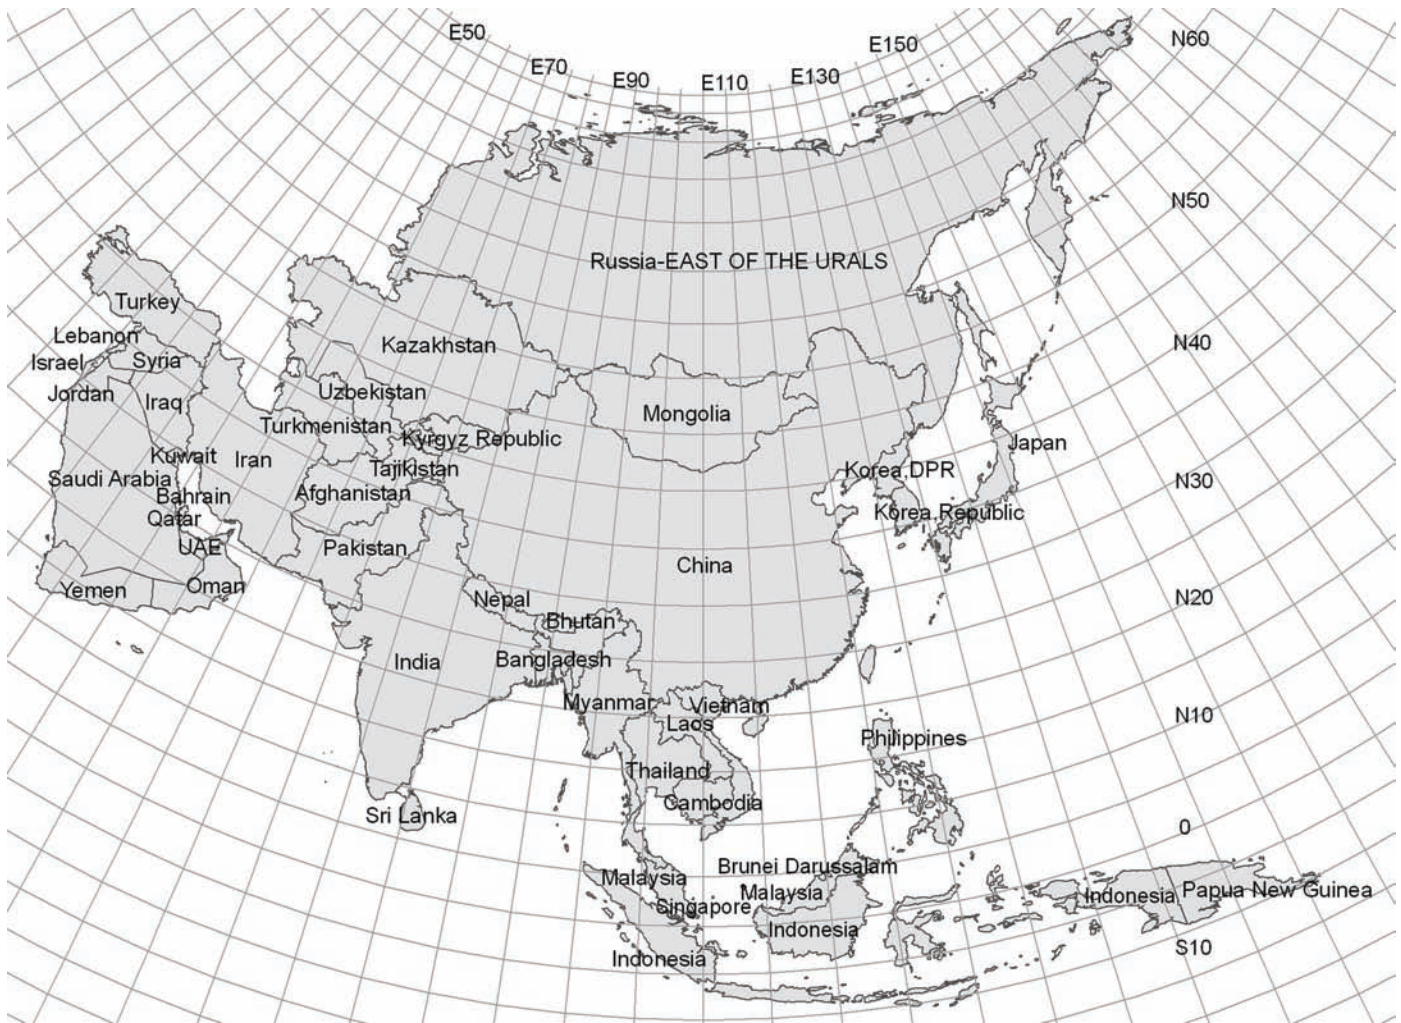 E50
E150
N60
E70
E90
E110
E130
N50
Russia-EAST OF THE URALS
Turkey
Lebanon
Kazakhstan
N40
Israel
Syria
Jordan
Uzbekistan
Iraq
Mongolia
Turkmenistan
Kyrgyz Republic
Japan
Kuwait
Iran
Tajikistan
Korea,DPR
Saudi Arabia
N30
Bahrain
Afghanistan
Qatar
Korea,Republic
UAE
Pakistan
China
Yemen
Oman
Nepal
N20
Bhutan
India
Bangladesh
Myanmar
Vietnam
N10
Laos
Philippines
Thailand
Cambodia
Sri Lanka
0
Brunei Darussalam
Malaysia
Malaysia
Indonesia
Papua New Guinea
Singapore
Indonesia
S10
Indonesia